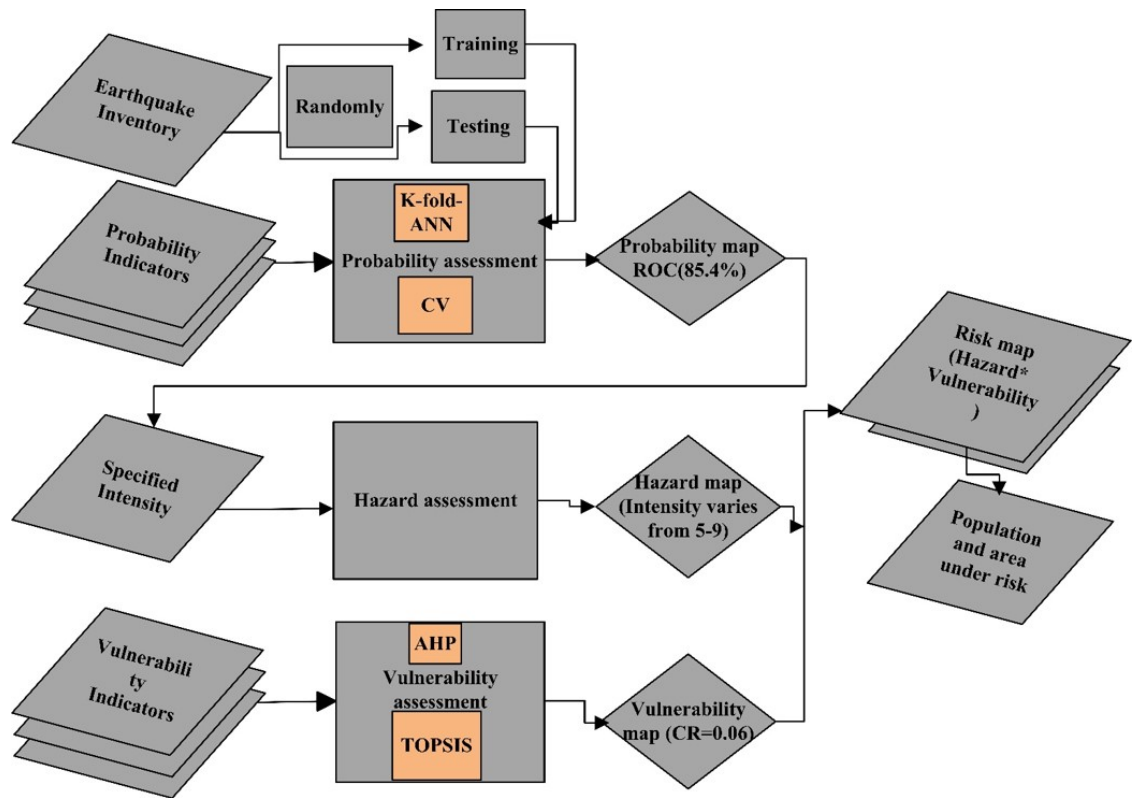 Earthquake
Inventory
Randomly
Training
Testing
Probability
Indicators
K-fold-
ANN
Probability assessment
CV
Probability map
ROC(85.4%)
Specified
Intensity
Hazard assessment
Hazard map
(Intensity varies
from 5-9)
Vulnerabili
ty
Indicators
AHP
Vulnerability
assessment
TOPSIS
Vulnerability
map (CR=0.06)
Risk map
(Hazard*
Vulnerability
)
Population
and area
under risk